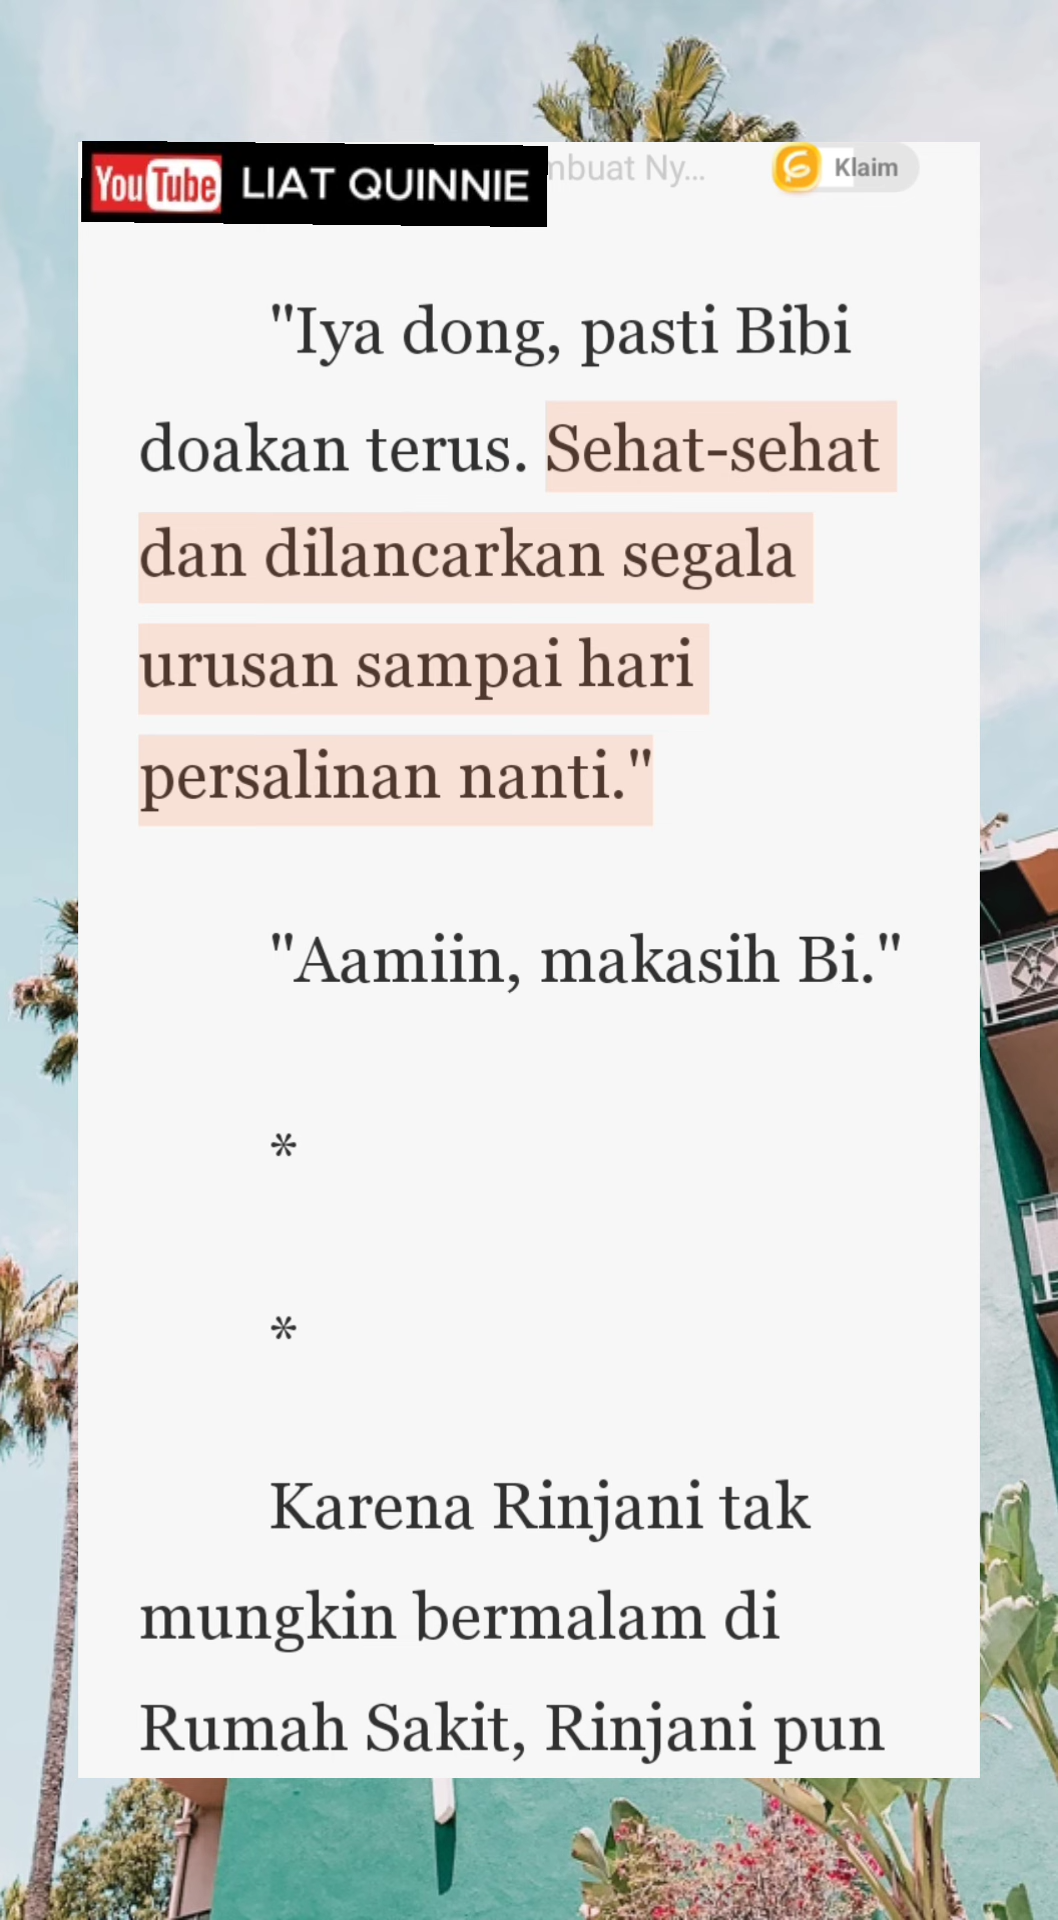 YouTube LIAT QUINNIE
mbuat Ny...
Klaim
"Iya dong, pasti Bibi
doakan terus. Sehat-sehat
dan dilancarkan segala
urusan sampai hari
persalinan nanti."
"Aamiin, makasih Bi."
*
*
Karena Rinjani tak
mungkin bermalam di
Rumah Sakit, Rinjani pun